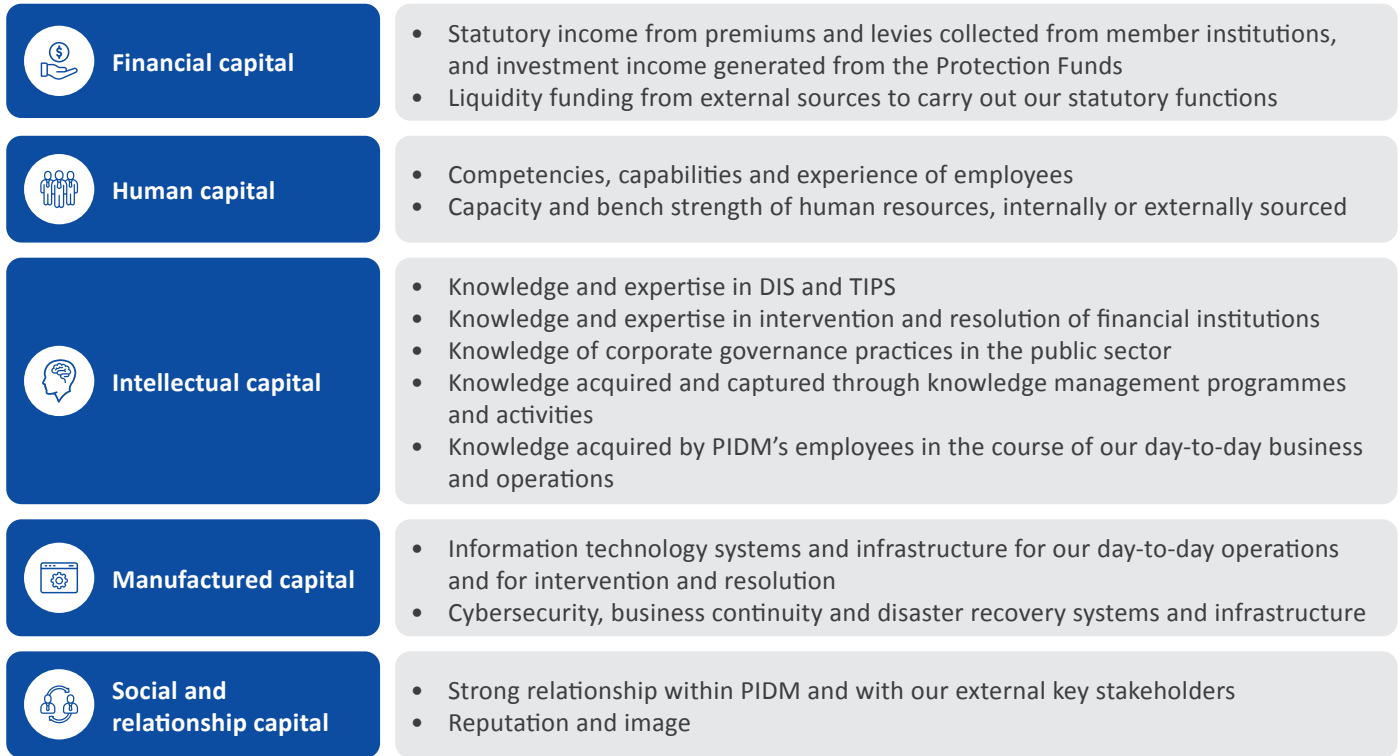 Financial capital
• Statutory income from premiums and levies collected from member institutions,
and investment income generated from the Protection Funds
• Liquidity funding from external sources to carry out our statutory functions
Human capital
• Competencies, capabilities and experience of employees
• Capacity and bench strength of human resources, internally or externally sourced
Intellectual capital
• Knowledge and expertise in DIS and TIPS
• Knowledge and expertise in intervention and resolution of financial institutions
• Knowledge of corporate governance practices in the public sector
• Knowledge acquired and captured through knowledge management programmes
and activities
• Knowledge acquired by PIDM’s employees in the course of our day-to-day business
and operations
Manufactured capital
• Information technology systems and infrastructure for our day-to-day operations
and for intervention and resolution
• Cybersecurity, business continuity and disaster recovery systems and infrastructure
Social and
relationship capital
• Strong relationship within PIDM and with our external key stakeholders
• Reputation and image